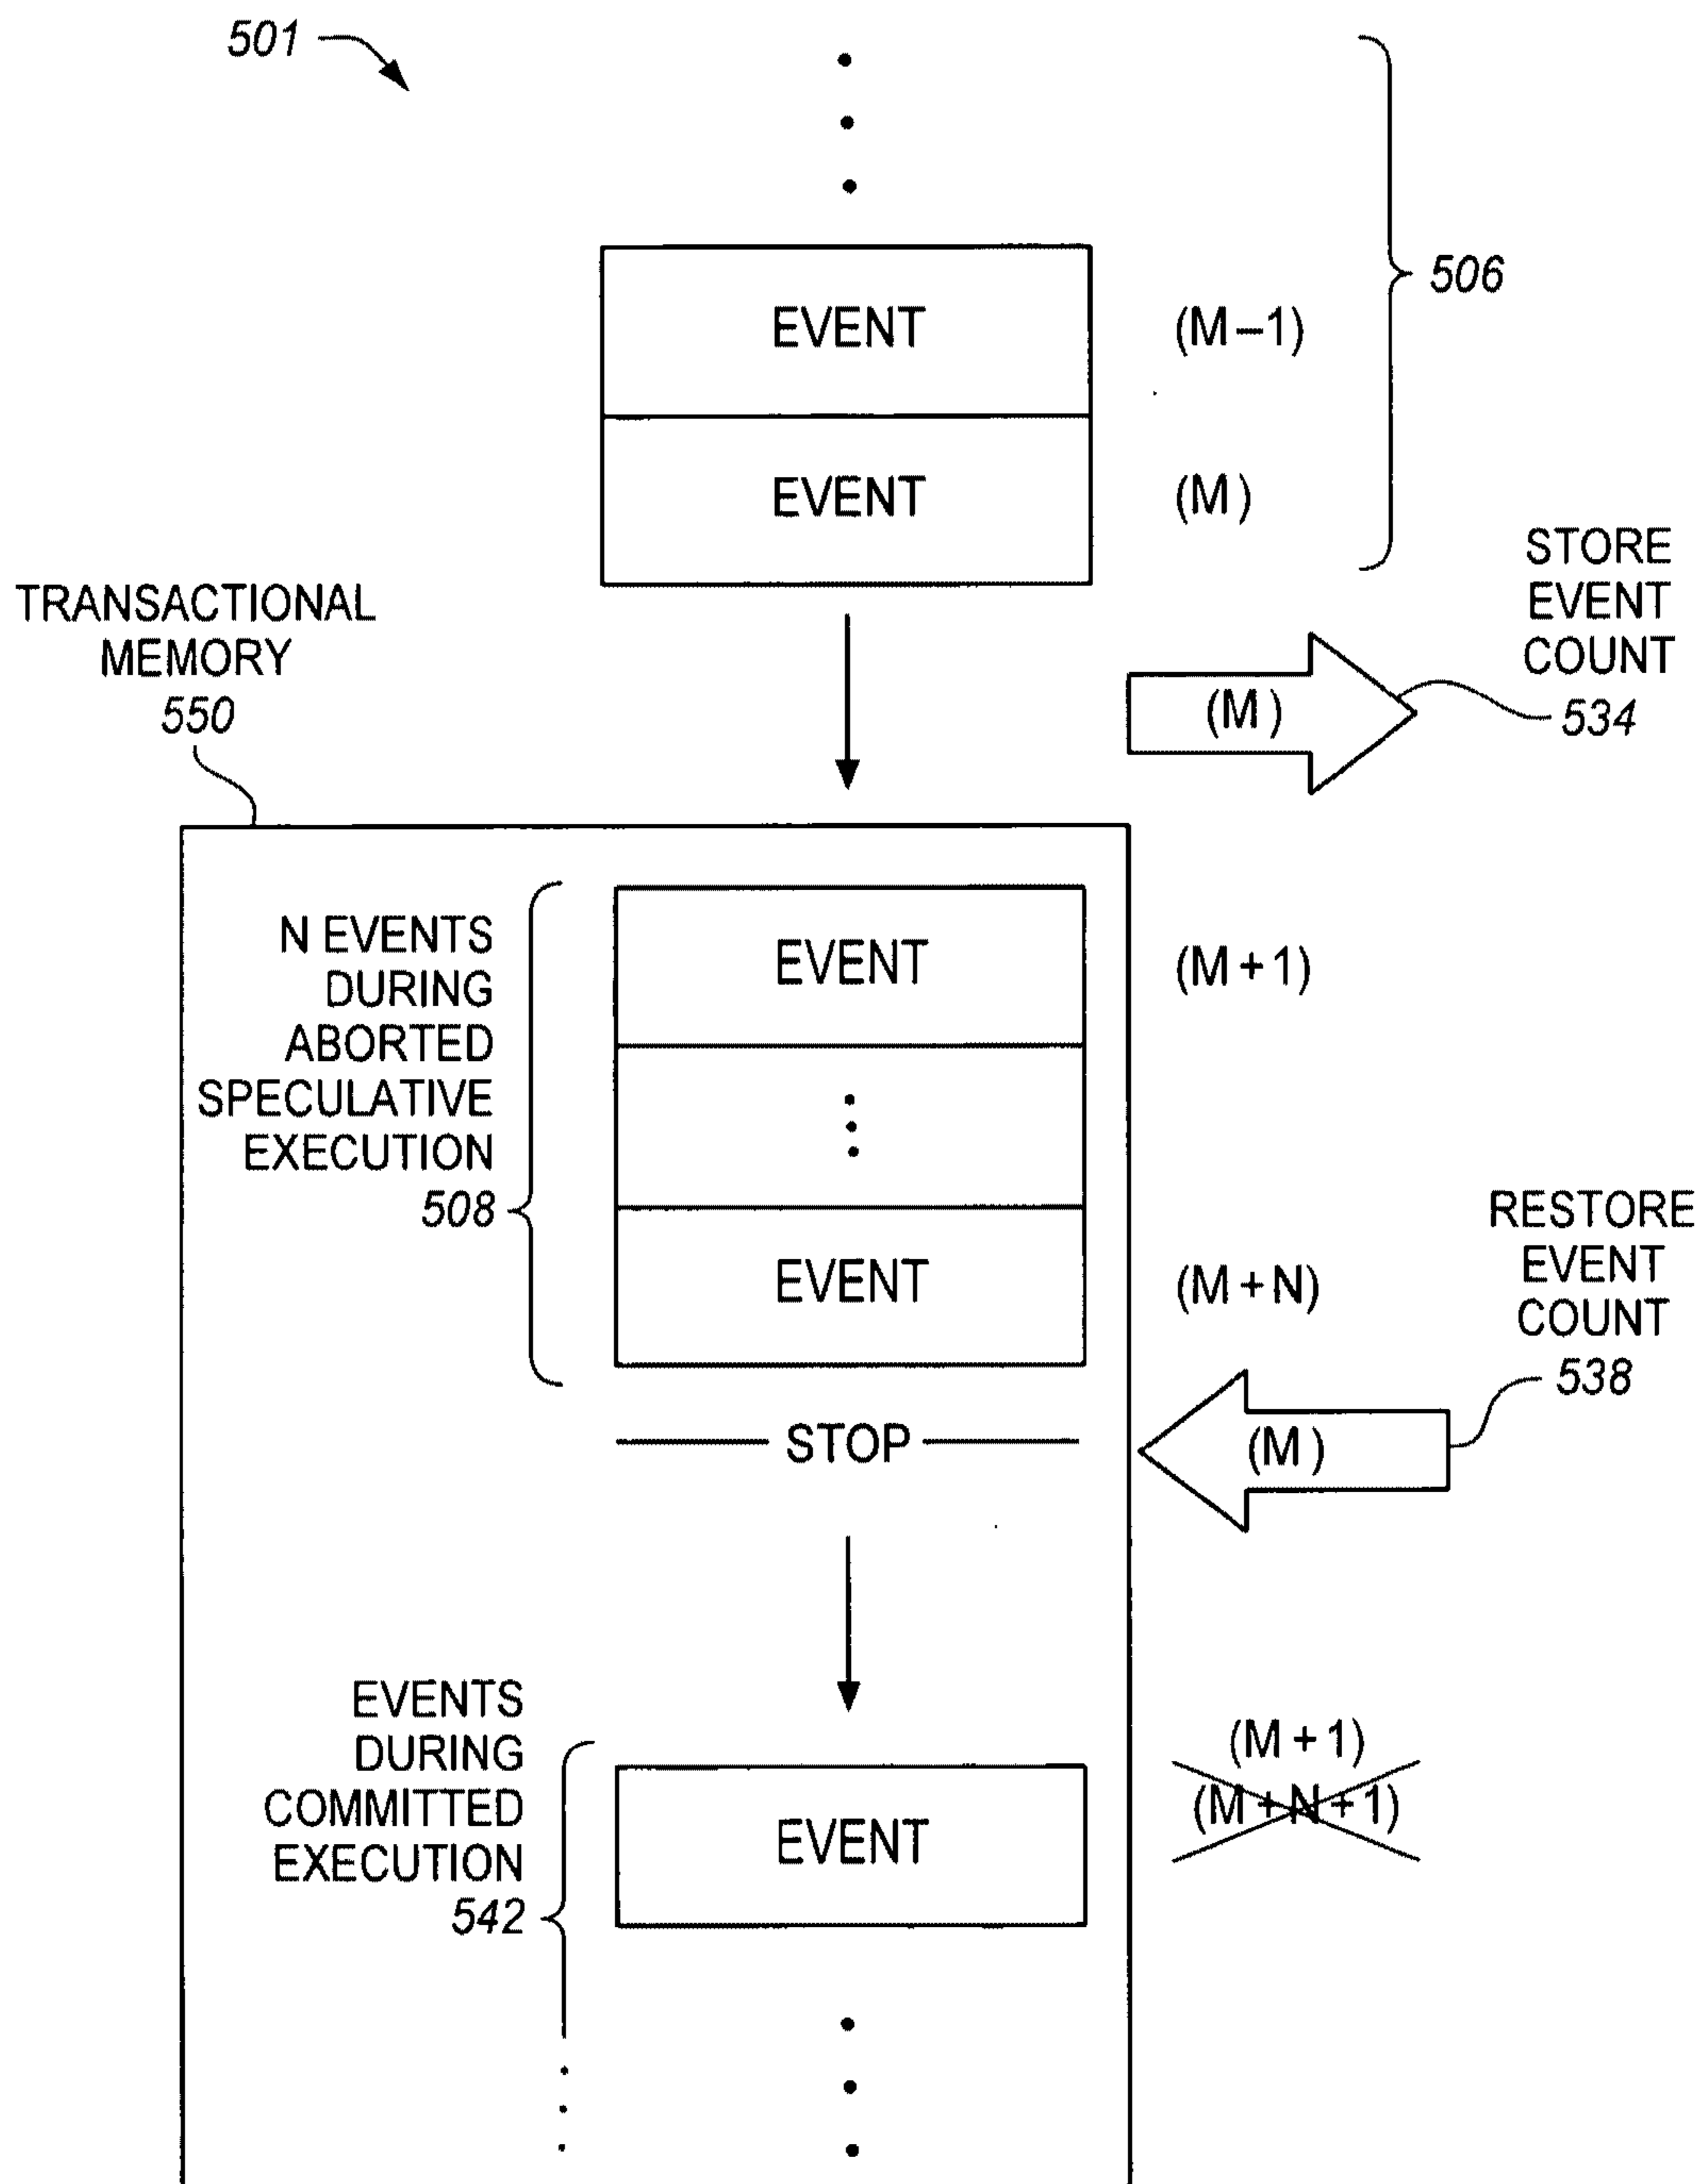 501
EVENT
(M-1)
506
EVENT
(M)
STORE
EVENT
COUNT
534
(M)
TRANSACTIONAL
MEMORY
550
N EVENTS
DURING
ABORTED
SPECULATIVE
EXECUTION
508
EVENT
(M+1)
EVENT
(M+N)
RESTORE
EVENT
COUNT
538
STOP
(M)
EVENTS
DURING
COMMITTED
EXECUTION
542
EVENT
(M+1)
(M+N+1)